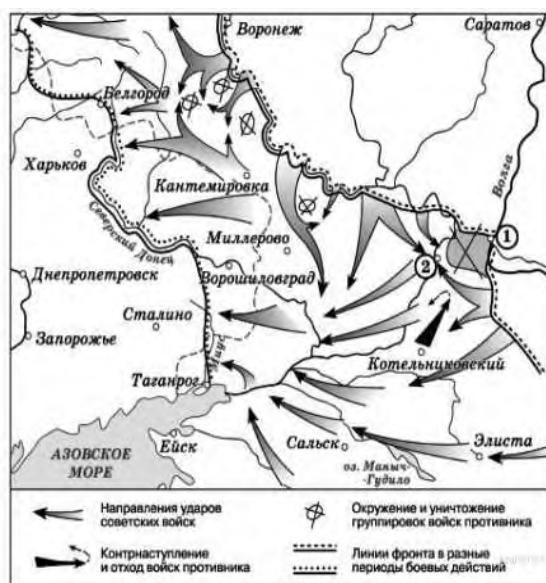 Воронеж
Саратов
Белгород
Харьков
Волга
Кантемировка
Северский Донец
Миллерово
1
2
Днепропетровск
Ворошиловград
Сталино
Запорожье
Миус
Котельниковский
Таганрог
АЗОВСКОЕ
МОРЕ
Ейск
Сальск
Элиста
оз. Маныч-
-Гудило
Направления ударов
советских войск
Окружение и уничтожение
группировок войск противника
Контрнаступление
и отход войск противника
Линии фронта в разные
периоды боевых действий